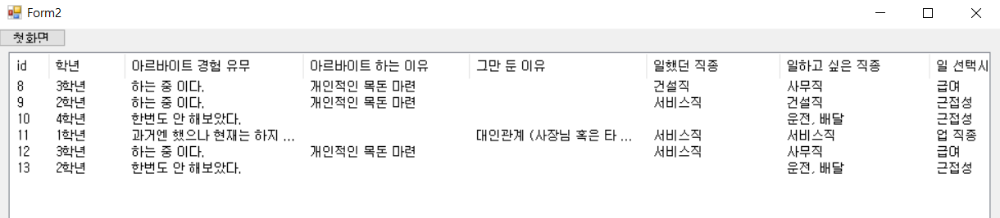 Form2
첫화면
id 학년 아르바이트 경험 유무 아르바이트 하는 이유 그만 둔 이유 일했던 직종 일하고 싶은 직종 일 선택시
8 3학년 하는 중 이다. 개인적인 목돈 마련 건설직 사무직 급여
9 2학년 하는 중 이다. 개인적인 목돈 마련 서비스직 건설직 근접성
10 4학년 한번도 안 해보았다. 운전, 배달 근접성
11 1학년 과거엔 했으나 현재는 하지 ... 대인관계 (사장님 혹은 타 ... 서비스직 서비스직 업 직종
12 3학년 하는 중 이다. 개인적인 목돈 마련 서비스직 사무직 급여
13 2학년 한번도 안 해보았다. 운전, 배달 근접성